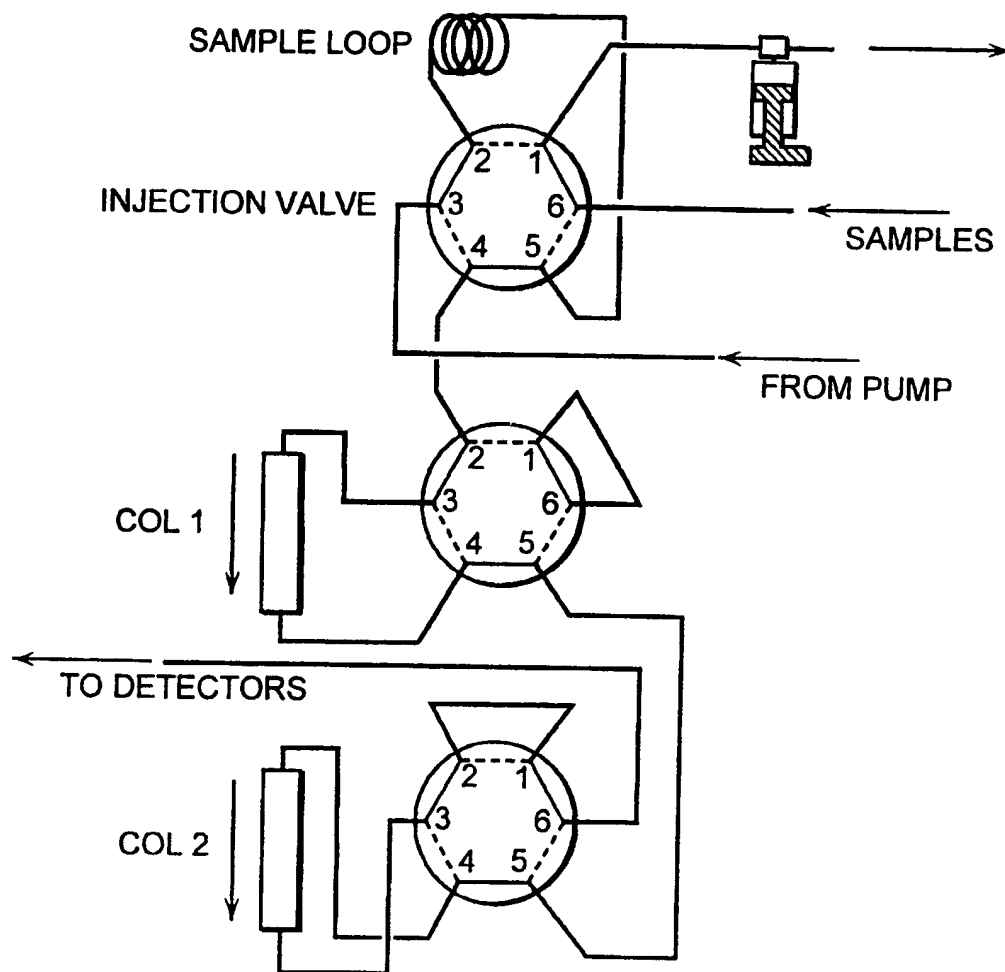 SAMPLE LOOP
2 1
INJECTION VALVE
3 6
SAMPLES
4 5
FROM PUMP
2 1
3 6
COL 1
4 5
TO DETECTORS
2 1
COL 2
3 6
4 5